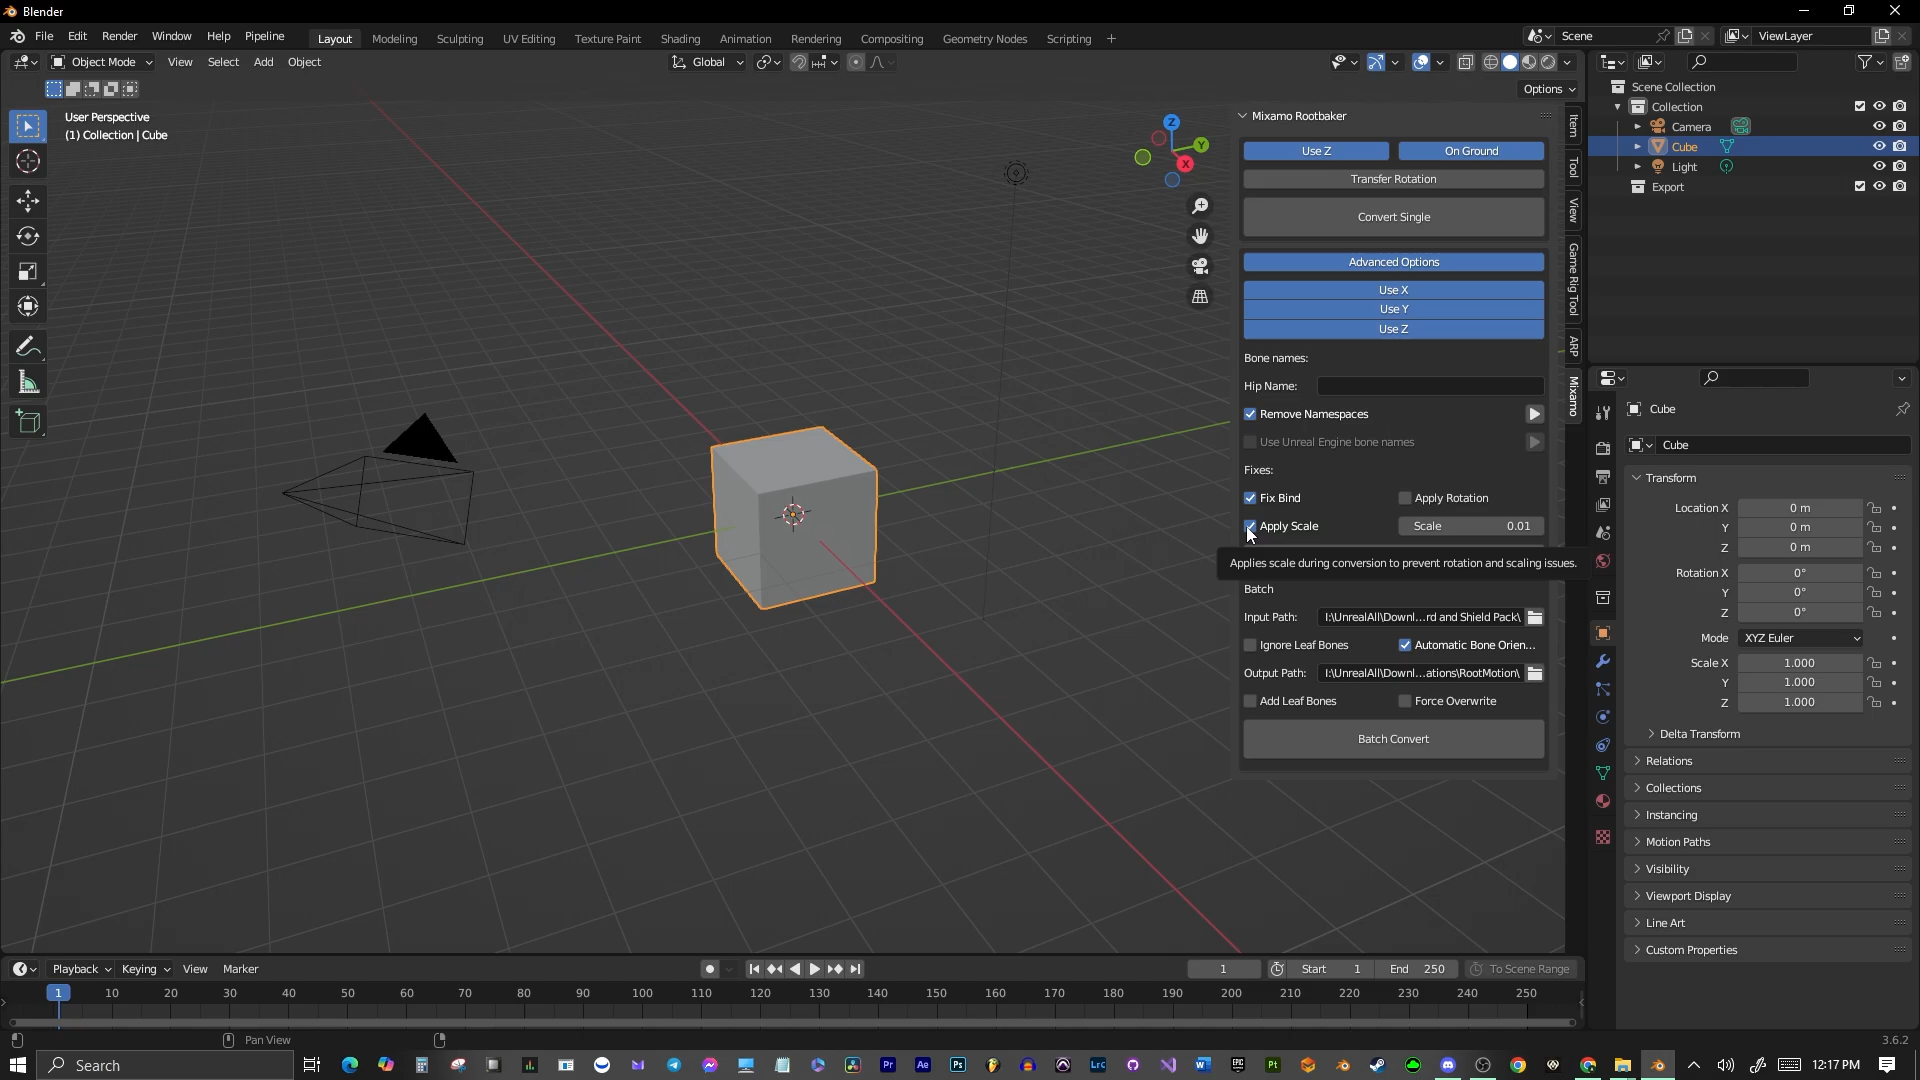 Blender
File Edit Render Window Help Pipeline Layout Modeling Sculpting UV Editing Texture Paint Shading Animation Rendering Compositing Geometry Nodes Scripting + Scene ViewLayer
Object Mode View Select Add Object Global
Options
User Perspective
(1) Collection | Cube
Z
Y
X
Mixamo Rootbaker
Use Z On Ground
Transfer Rotation
Convert Single
Advanced Options
Use X
Use Y
Use Z
Bone names:
Hip Name:
Remove Namespaces
Use Unreal Engine bone names
Fixes:
Fix Bind Apply Rotation
Apply Scale Scale 0.01
Applies scale during conversion to prevent rotation and scaling issues.
Batch
Input Path: I:\UnrealAll\Downl...rd and Shield Pack\
Ignore Leaf Bones Automatic Bone Orien...
Output Path: I:\UnrealAll\Downl...ations\RootMotion\
Add Leaf Bones Force Overwrite
Batch Convert
Item
Tool
View
Game Rig Tool
ARP
Mixamo
Scene Collection
Collection
Camera
Cube
Light
Export
Cube
Cube
Transform
Location X 0 m
Y 0 m
Z 0 m
Rotation X 0°
Y 0°
Z 0°
Mode XYZ Euler
Scale X 1.000
Y 1.000
Z 1.000
Delta Transform
Relations
Collections
Instancing
Motion Paths
Visibility
Viewport Display
Line Art
Custom Properties
Playback Keying View Marker 1 Start 1 End 250 To Scene Range
1 10 20 30 40 50 60 70 80 90 100 110 120 130 140 150 160 170 180 190 200 210 220 230 240 250
Pan View 3.6.2
Search Pr Ae Ps Lrc Pt 12:17 PM